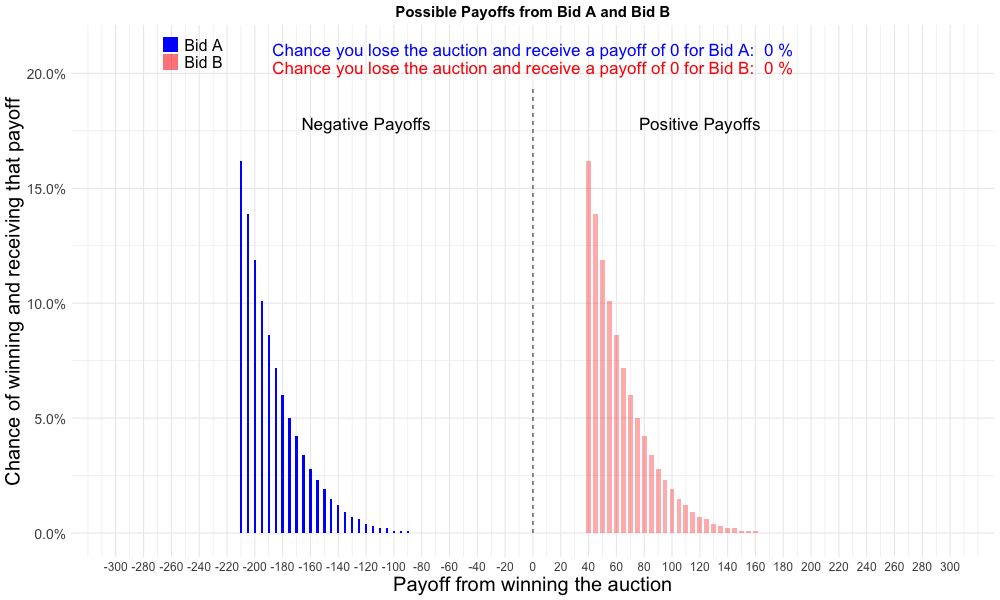 Possible Payoffs from Bid A and Bid B
Bid A
Bid B
Chance you lose the auction and receive a payoff of 0 for Bid A: 0 %
Chance you lose the auction and receive a payoff of 0 for Bid B: 0 %
Negative Payoffs
Positive Payoffs
Chance of winning and receiving that payoff
20.0%
15.0%
10.0%
5.0%
0.0%
-300 -280 -260 -240 -220 -200 -180 -160 -140 -120 -100 -80 -60 -40 -20 0 20 40 60 80 100 120 140 160 180 200 220 240 260 280 300
Payoff from winning the auction